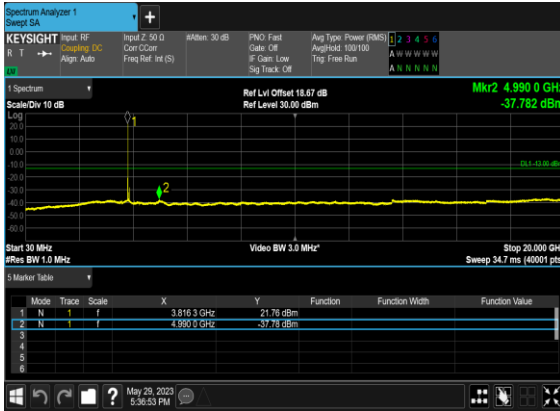 Spectrum Analyzer 1
Swept SA
+
KEYSIGHT Input: RF Input Z: 50 Ω #Atten: 30 dB PNO: Fast Avg Type: Power (RMS) 1 2 3 4 5 6
R T Coupling: DC Corr CCorr Gate: Off Avg|Hold: 100/100 A W W W W W
Align: Auto Freq Ref: Int (S) IF Gain: Low Trig: Free Run
Sig Track: Off A N N N N N
1 Spectrum
Mkr2 4.990 0 GHz
Ref Lvl Offset 18.67 dB
Scale/Div 10 dB Ref Level 30.00 dBm -37.782 dBm
Log
1
20.0
10.0
0.00
-10.0
DL1 -13.00 dBm
-20.0
-30.0
2
-40.0
-50.0
-60.0
Start 30 MHz Video BW 3.0 MHz* Stop 20.000 GHz
#Res BW 1.0 MHz Sweep 34.7 ms (40001 pts)
5 Marker Table
Mode Trace Scale X Y Function Function Width Function Value
1 N 1 f 3.816 3 GHz 21.76 dBm
2 N 1 f 4.990 0 GHz -37.78 dBm
3
4
5
6
? May 29, 2023
5:36:53 PM